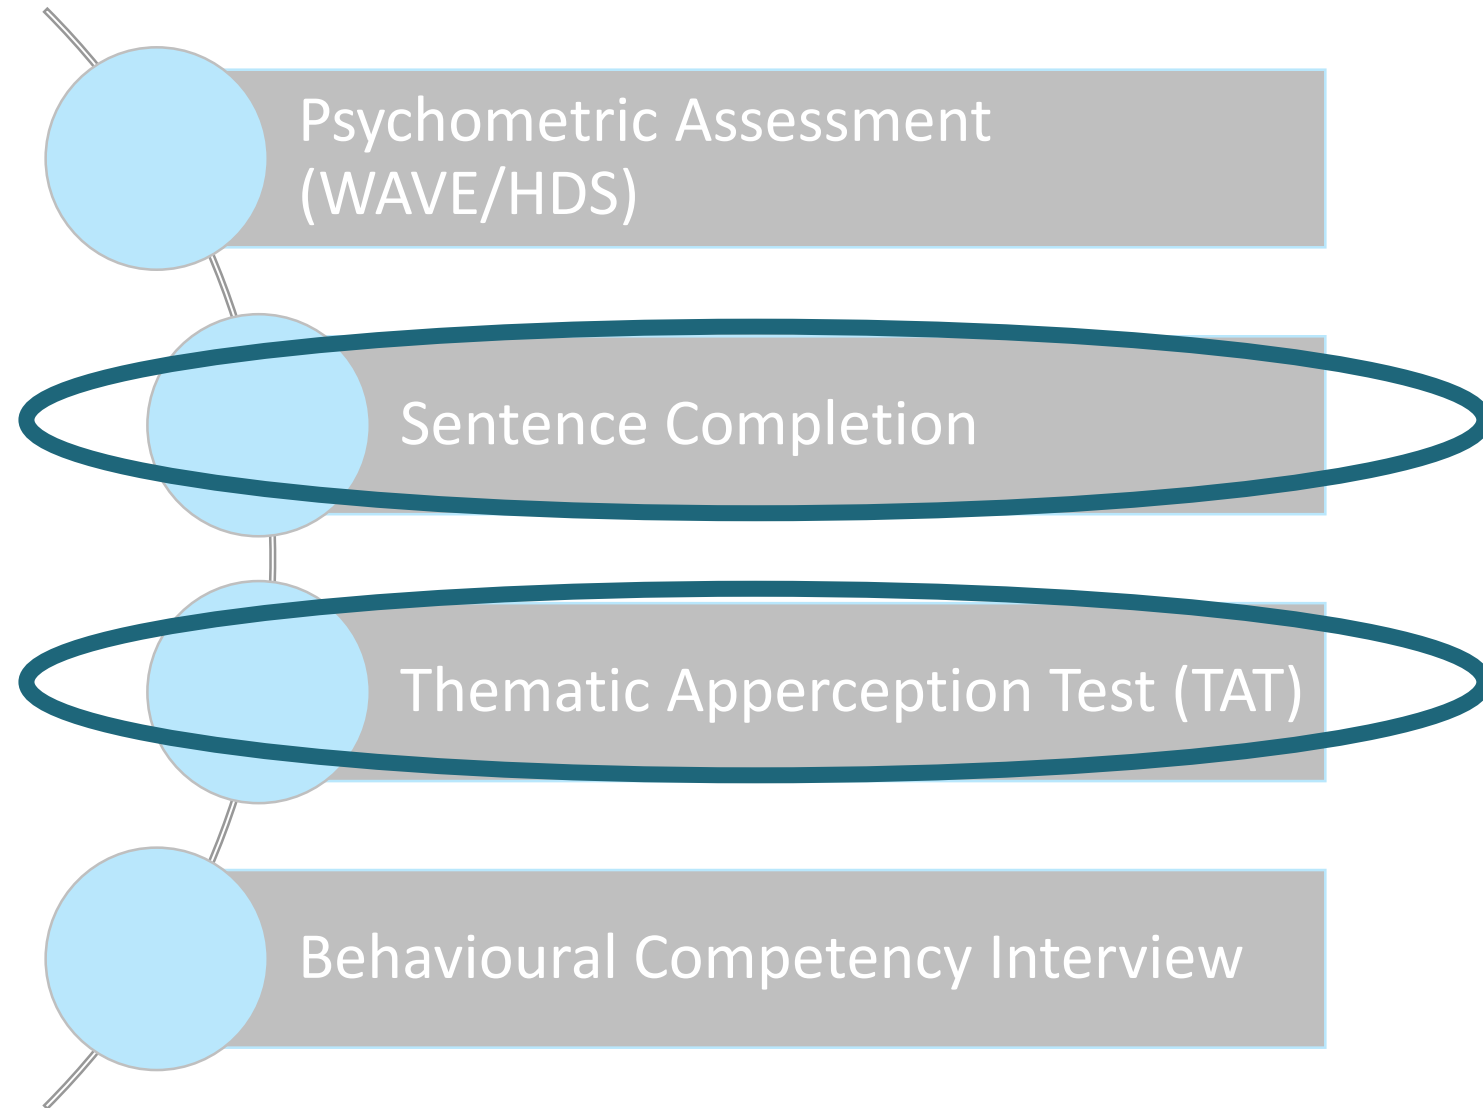 Psychometric Assessment
(WAVE/HDS)
Sentence Completion
Thematic Apperception Test (TAT)
Behavioural Competency Interview